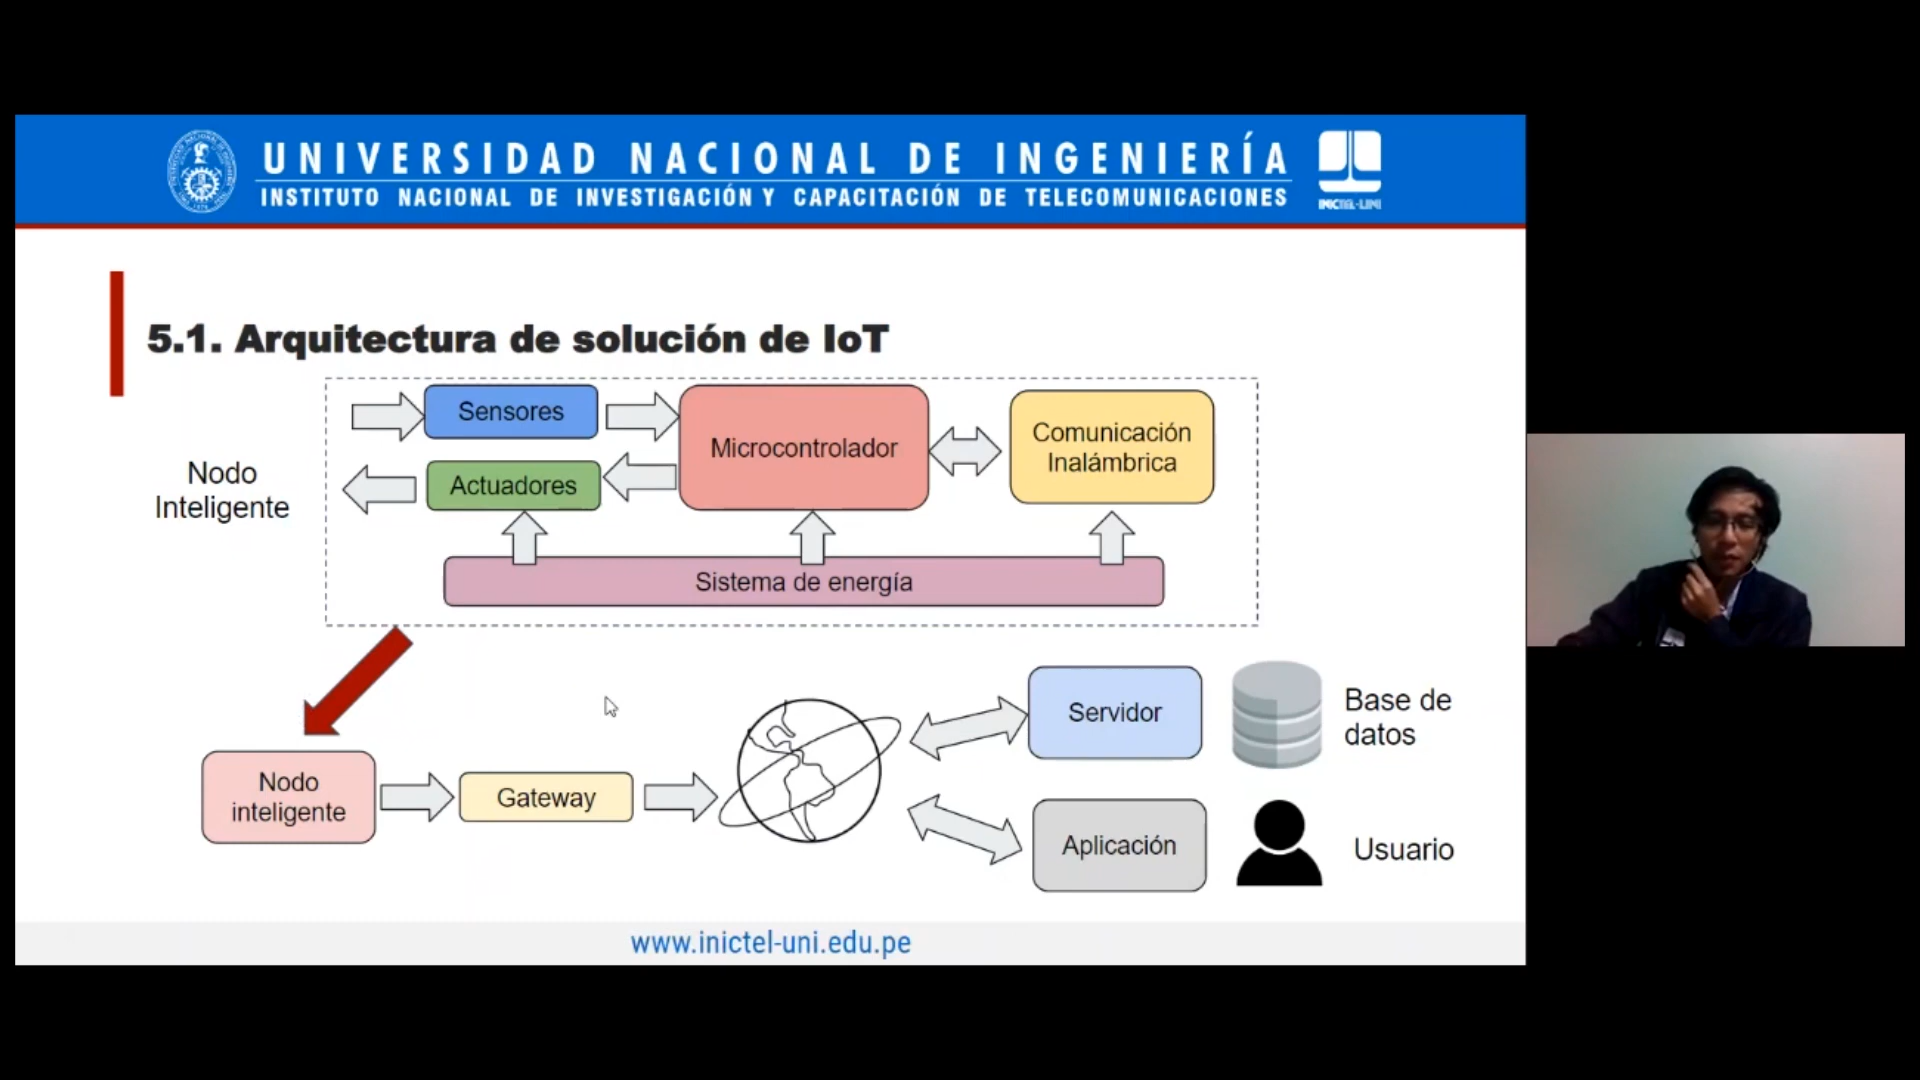 UNIVERSIDAD NACIONAL DE INGENIERÍA
INSTITUTO NACIONAL DE INVESTIGACIÓN Y CAPACITACIÓN DE TELECOMUNICACIONES
INICTEL-UNI
5.1. Arquitectura de solución de IoT
Nodo
Inteligente
Sensores
Actuadores
Microcontrolador
Comunicación
Inalámbrica
Sistema de energía
Nodo
inteligente
Gateway
Servidor
Base de
datos
Aplicación
Usuario
www.inictel-uni.edu.pe